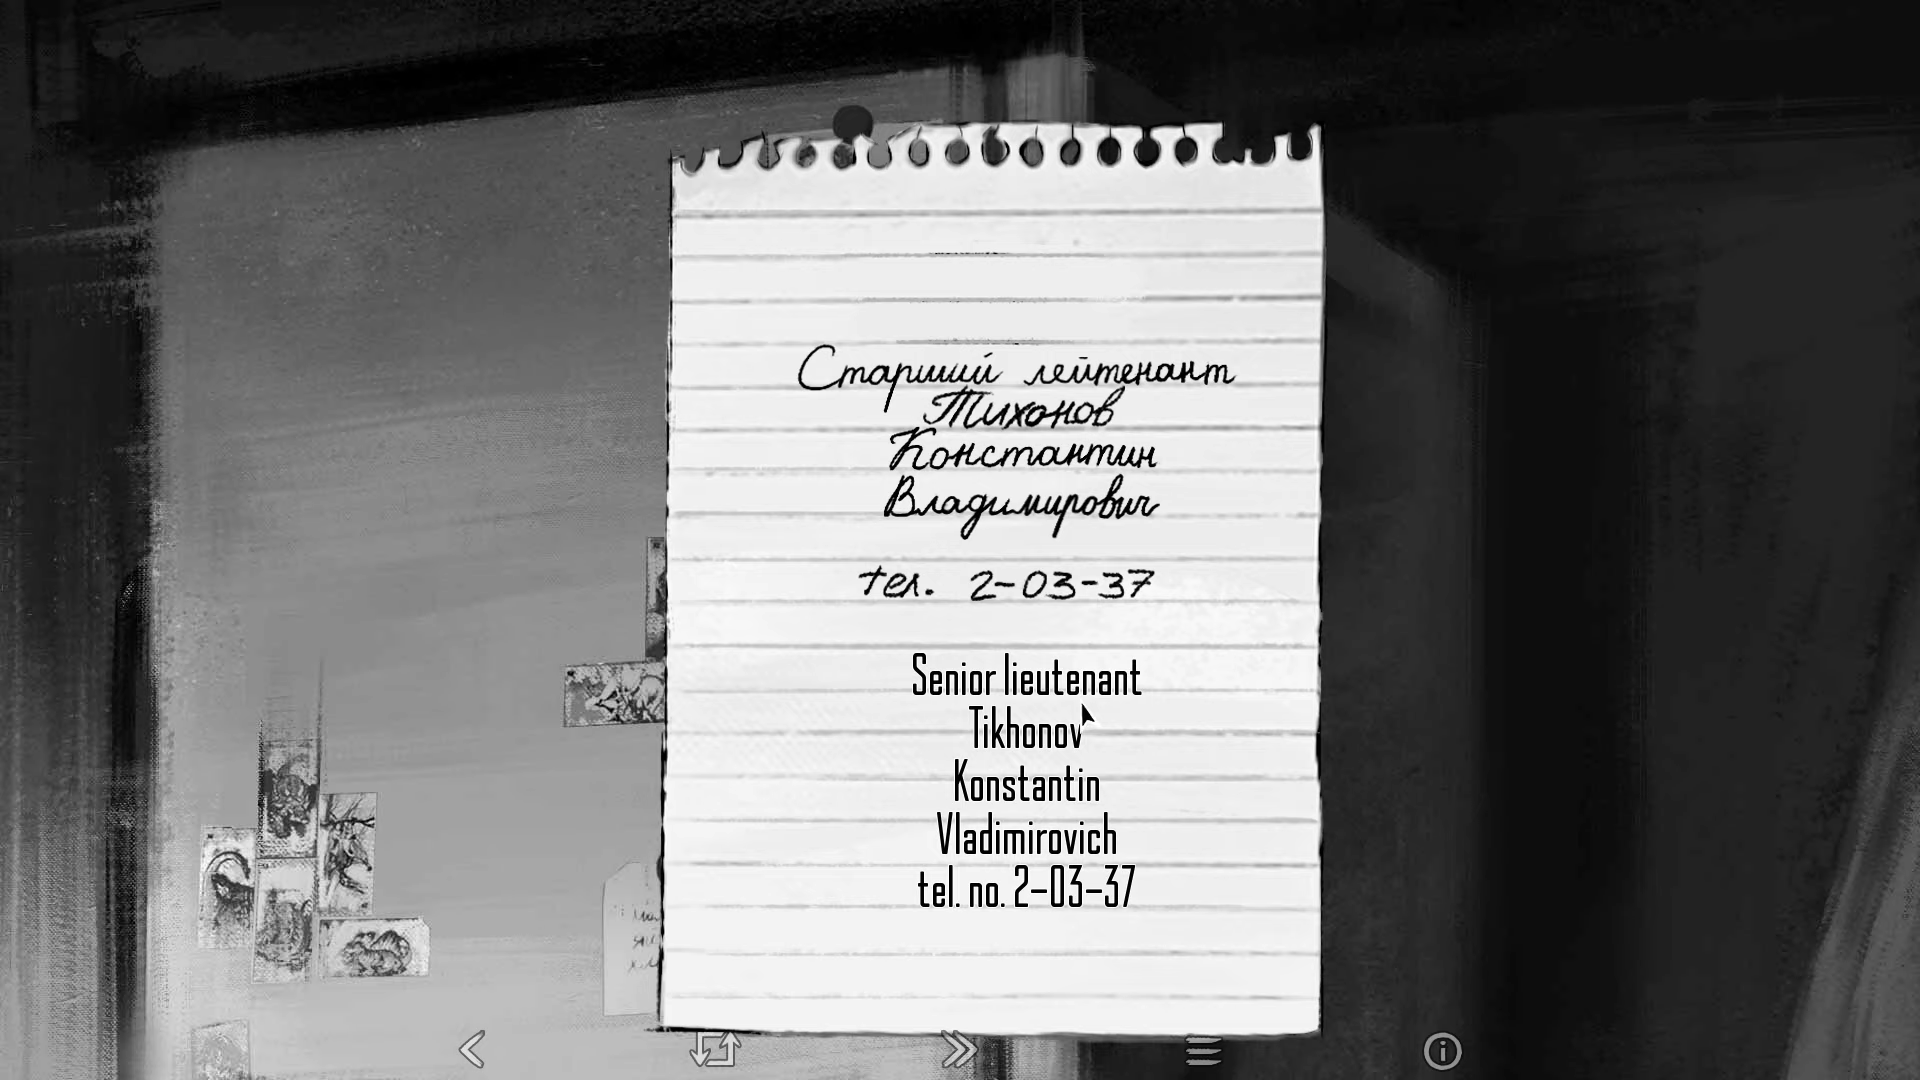 Старший лейтенант
Тихонов
Константин
Владимирович
тел. 2-03-37
Senior lieutenant
Tikhonov
Konstantin
Vladimirovich
tel. no. 2-03-37